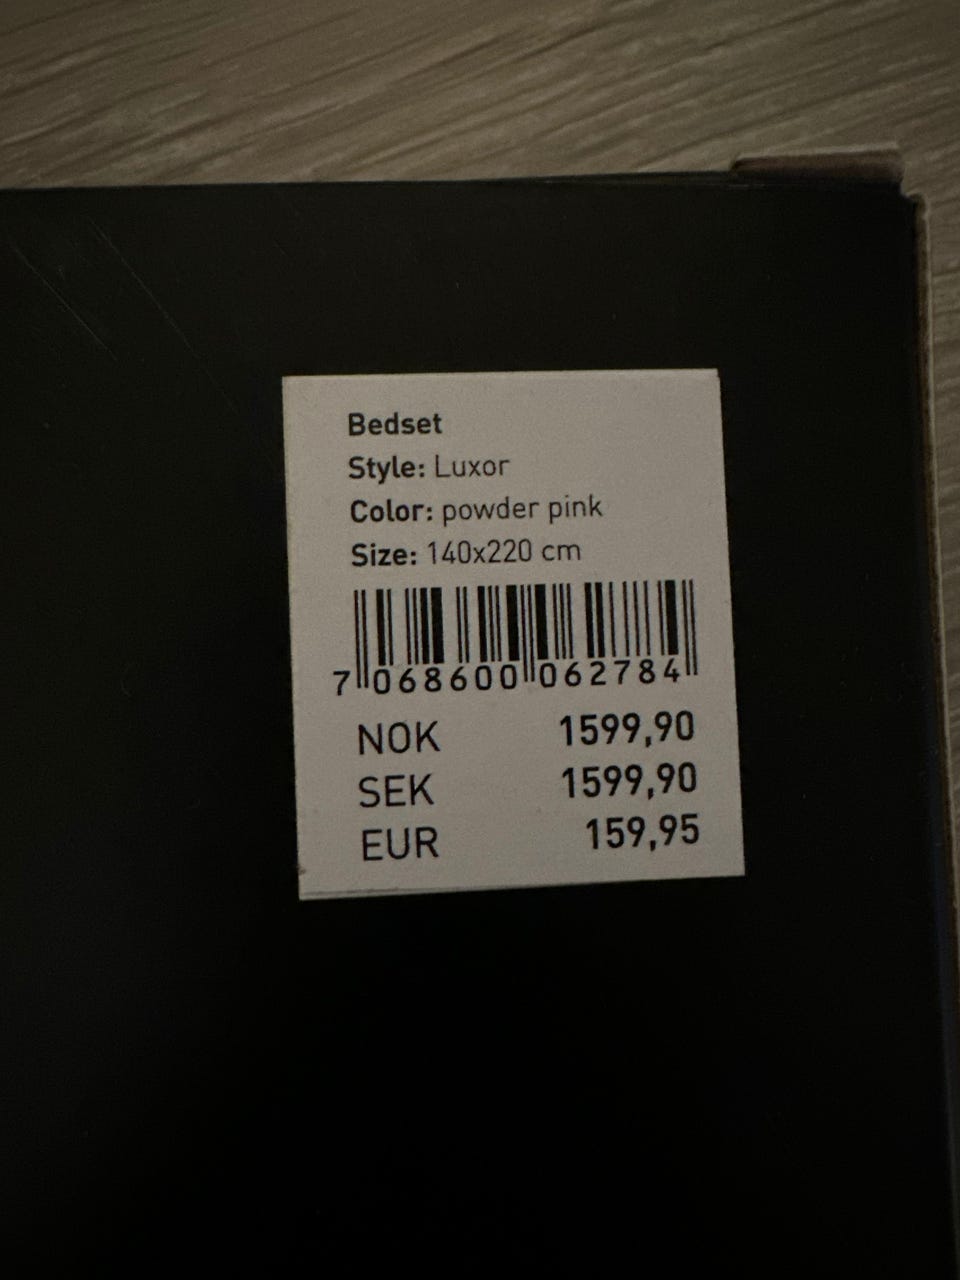 Bedset
Style: Luxor
Color: powder pink
Size: 140x220 cm
7 068600 062784
NOK 1599,90
SEK 1599,90
EUR 159,95